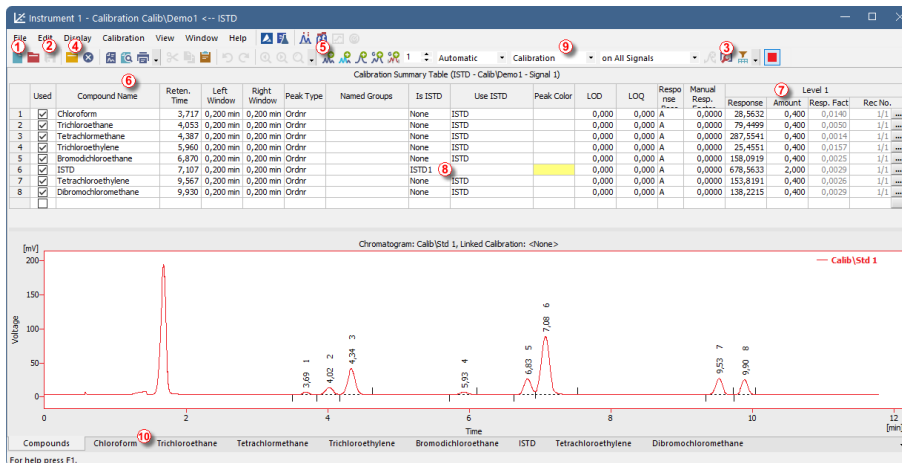 Instrument 1 - Calibration Calib\Demo1 <-- ISTD
File Edit Display Calibration View Window Help
1 2 4 5 9 3
1 Automatic Calibration on All Signals
Calibration Summary Table (ISTD - Calib\Demo1 - Signal 1)
6 7
Used Compound Name Reten. Time Left Window Right Window Peak Type Named Groups Is ISTD Use ISTD Peak Color LOD LOQ Respo nse Manual Resp. Level 1
Response Amount Resp. Fact Rec No.
1 Chloroform 3,717 0,200 min 0,200 min Ordnr None ISTD 0,000 0,000 A 0,0000 28,5632 0,400 0,0140 1/1 ...
2 Trichloroethane 4,053 0,200 min 0,200 min Ordnr None ISTD 0,000 0,000 A 0,0000 79,4499 0,400 0,0050 1/1 ...
3 Tetrachlormethane 4,387 0,200 min 0,200 min Ordnr None ISTD 0,000 0,000 A 0,0000 287,5541 0,400 0,0014 1/1 ...
4 Trichloroethylene 5,960 0,200 min 0,200 min Ordnr None ISTD 0,000 0,000 A 0,0000 25,4551 0,400 0,0157 1/1 ...
5 Bromodichloroethane 6,870 0,200 min 0,200 min Ordnr None ISTD 0,000 0,000 A 0,0000 158,0919 0,400 0,0025 1/1 ...
6 ISTD 7,107 0,200 min 0,200 min Ordnr ISTD1 8 0,000 0,000 A 0,0000 678,5633 2,000 0,0029 1/1 ...
7 Tetrachloroethylene 9,567 0,200 min 0,200 min Ordnr None ISTD 0,000 0,000 A 0,0000 153,8191 0,400 0,0026 1/1 ...
8 Dibromochloromethane 9,930 0,200 min 0,200 min Ordnr None ISTD 0,000 0,000 A 0,0000 138,2215 0,400 0,0029 1/1 ...
Chromatogram: Calib\Std 1, Linked Calibration: <None>
[mV]
200
Calib\Std 1
150
100
50
0
Voltage
3,69 1
4,02 2
4,34 3
5,93 4
6,83 5
7,08 6
9,53 7
9,90 8
0 2 4 6 8 10 12
Time [min]
10
Compounds Chloroform Trichloroethane Tetrachlormethane Trichloroethylene Bromodichloroethane ISTD Tetrachloroethylene Dibromochloromethane
For help press F1.